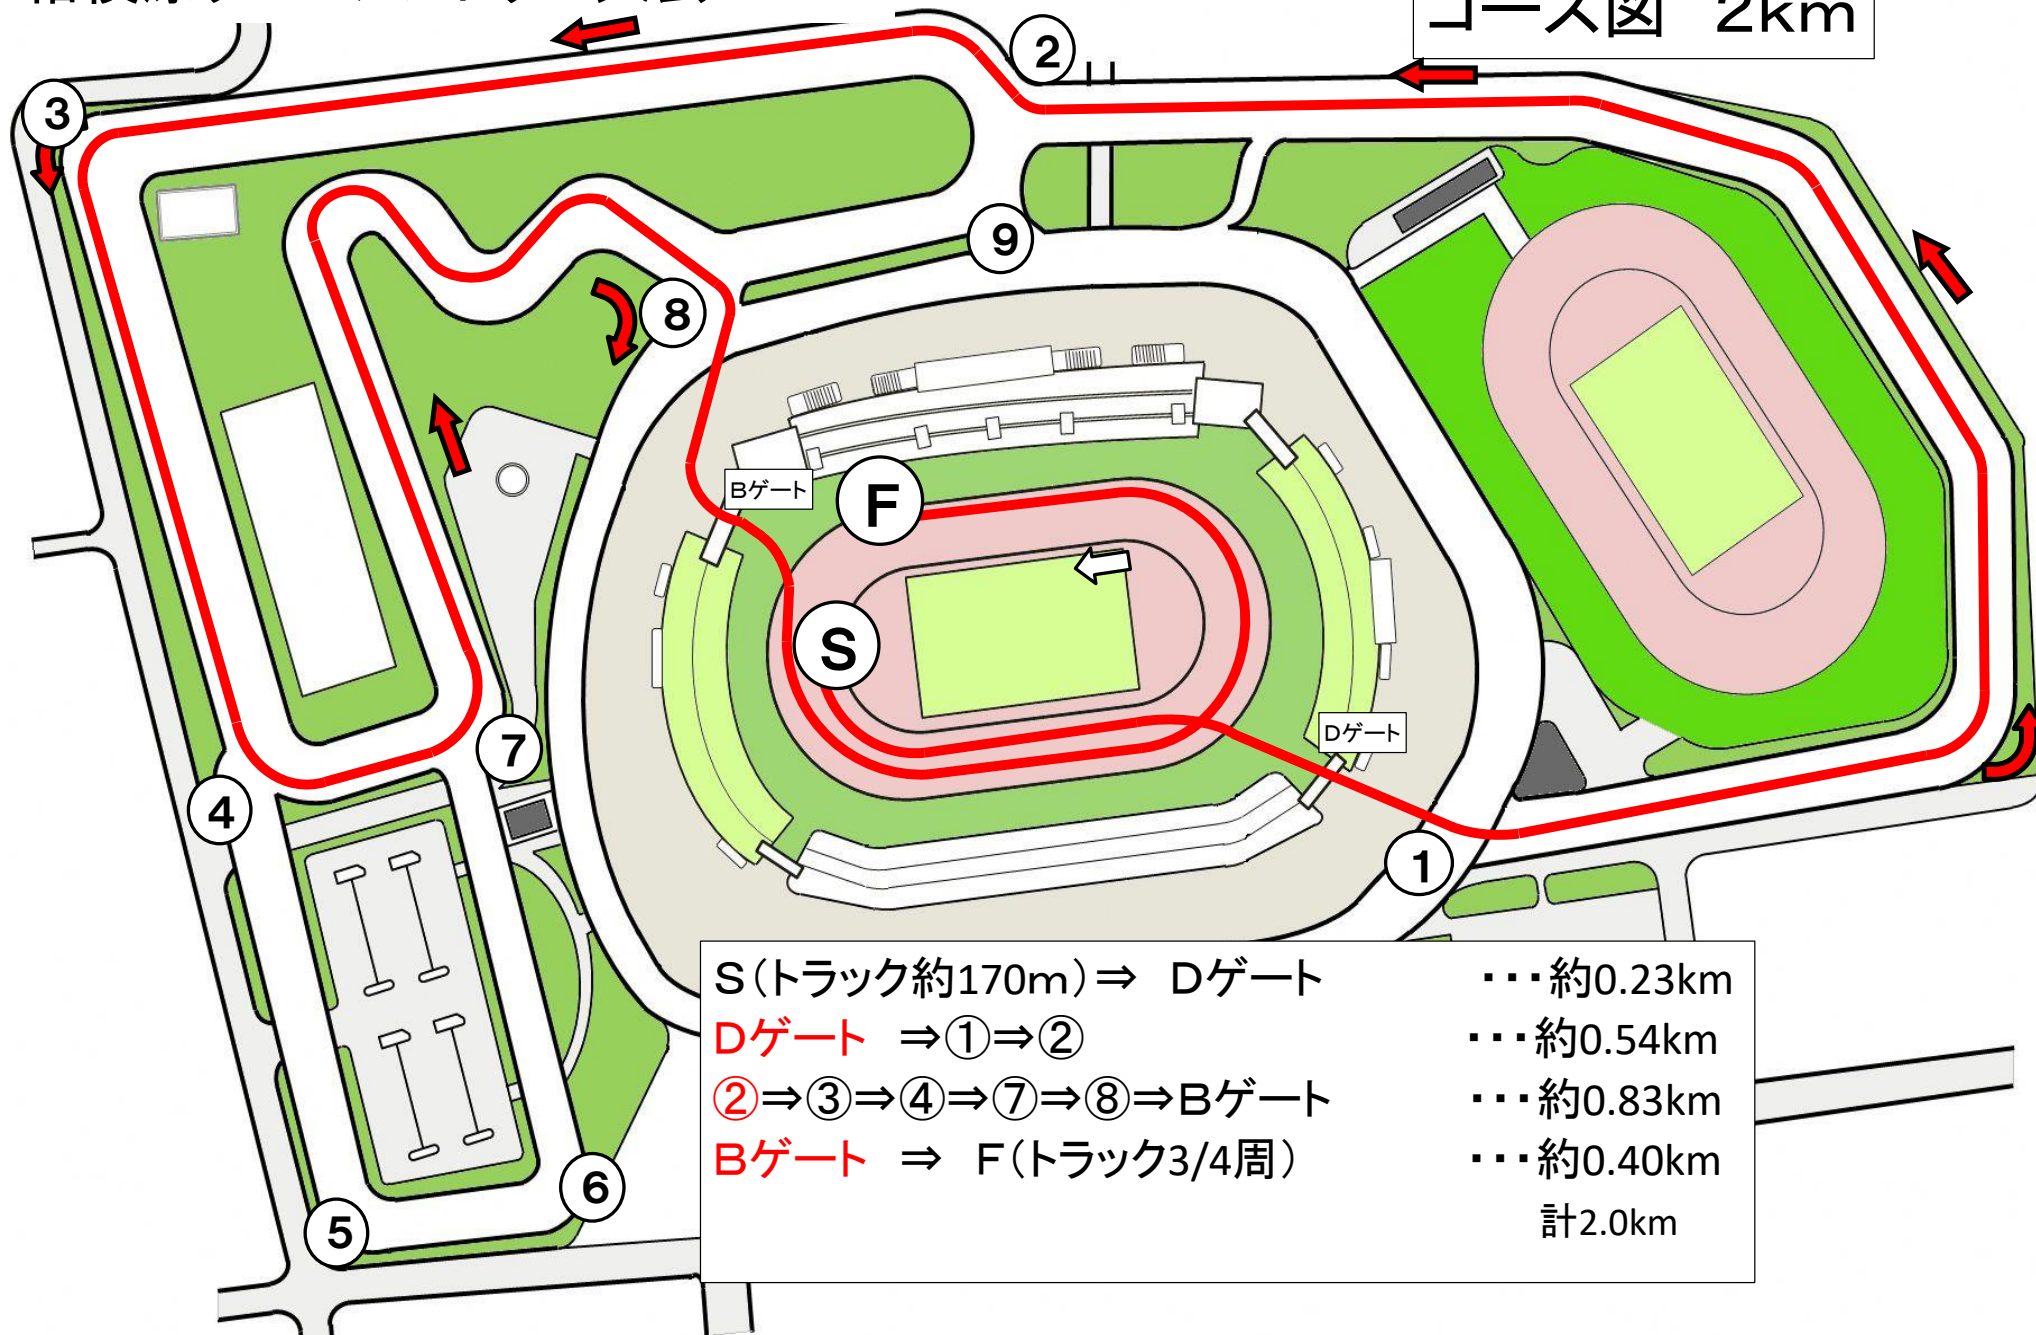 コース図 2km
②
③
⑨
⑧
Bゲート
F
S
Dゲート
⑦
④
①
⑥
⑤
S(トラック約170m)⇒ Dゲート ・・・約0.23km
Dゲート ⇒①⇒② ・・・約0.54km
②⇒③⇒④⇒⑦⇒⑧⇒Bゲート ・・・約0.83km
Bゲート ⇒ F(トラック3/4周) ・・・約0.40km
計2.0km